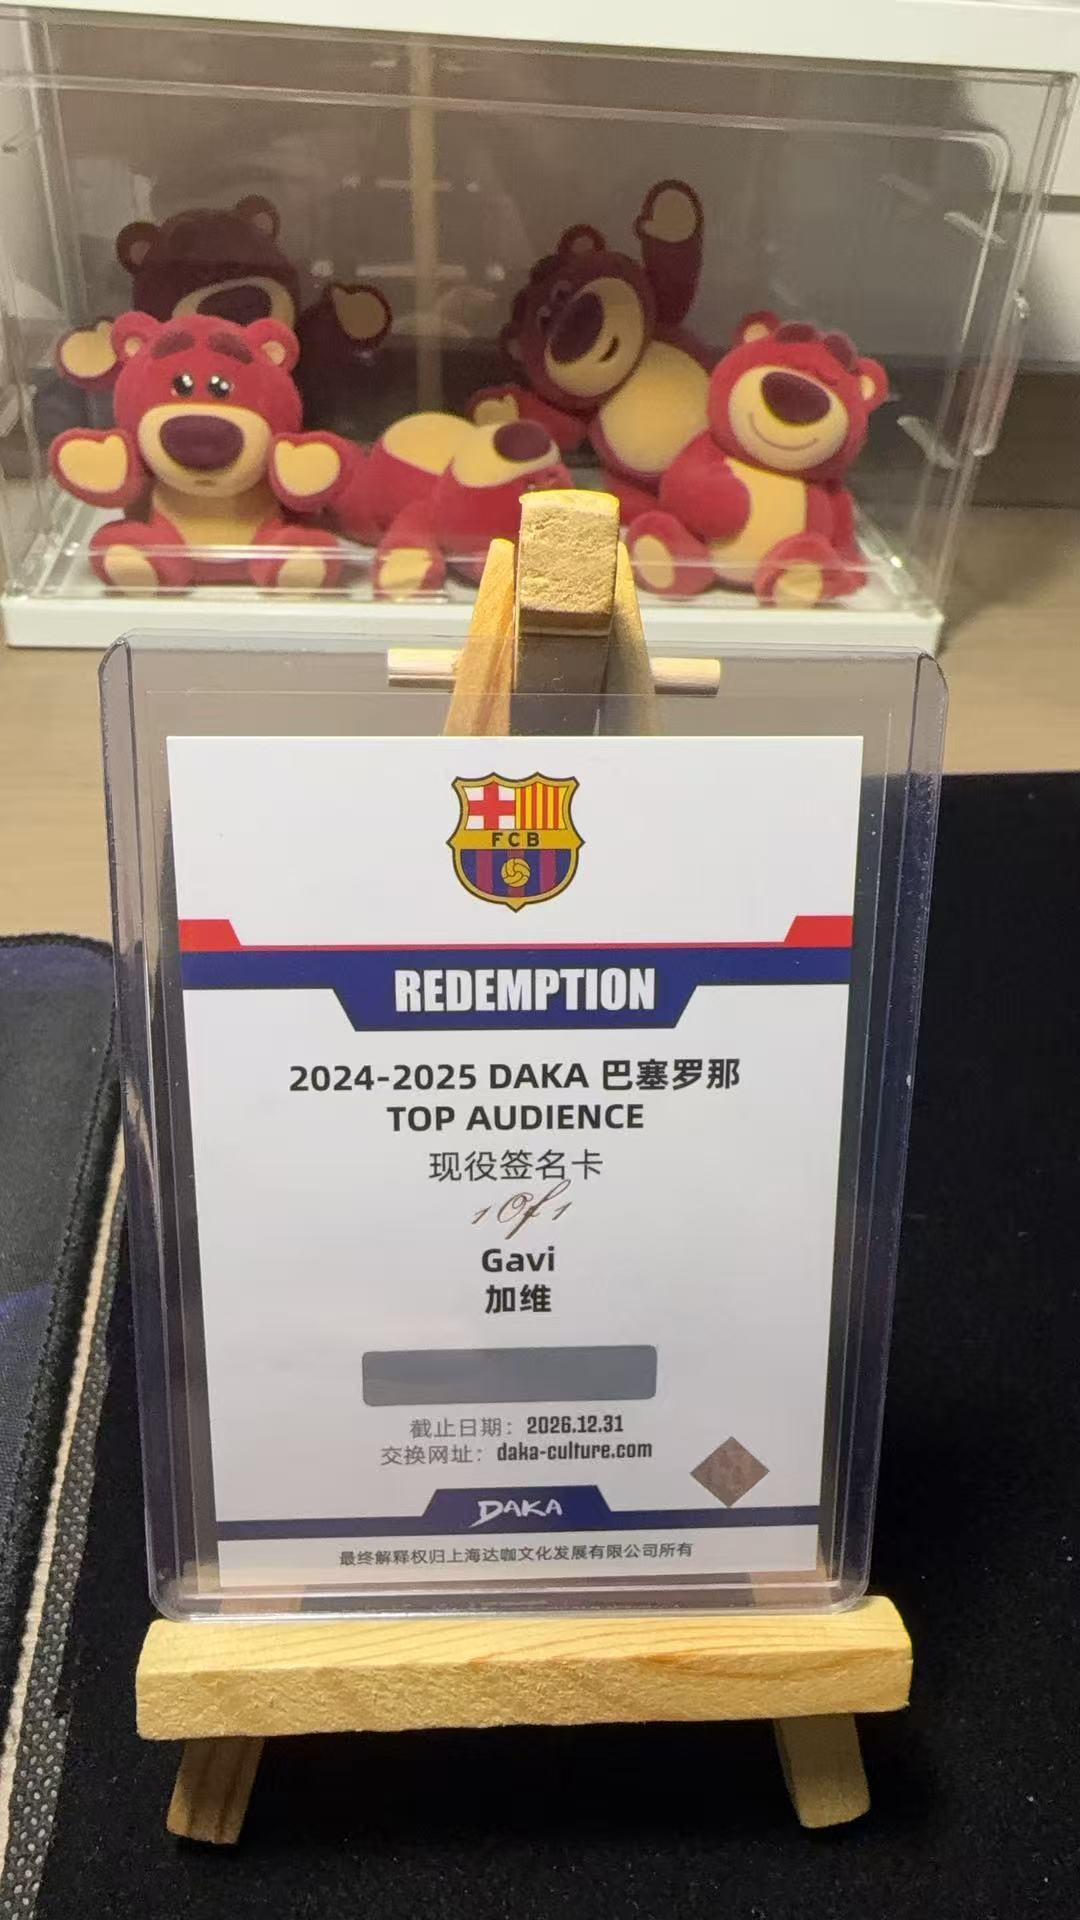 FCB
REDEMPTION
2024-2025 DAKA 巴塞罗那
TOP AUDIENCE
现役签名卡
1 Of 1
Gavi
加维
截止日期：2026.12.31
交换网址：daka-culture.com
DAKA
最终解释权归上海达咖文化发展有限公司所有